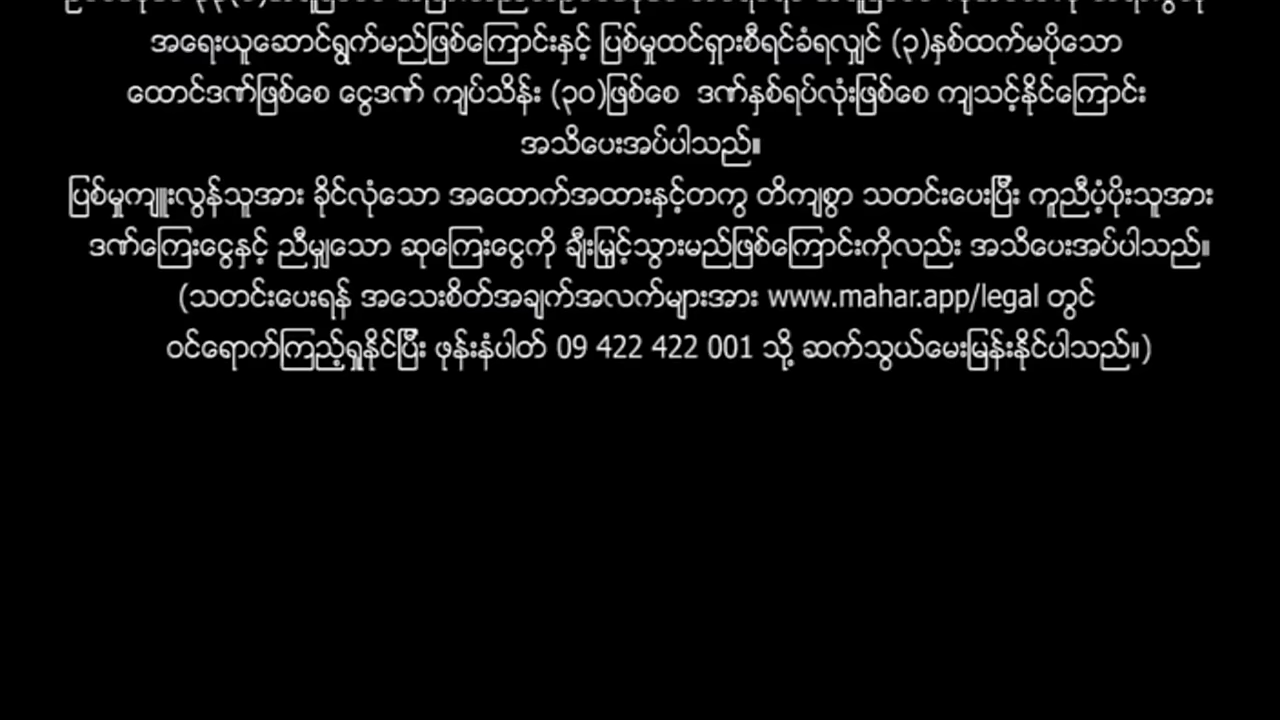 အရေးယူဆောင်ရွက်မည်ဖြစ်ကြောင်းနှင့် ပြစ်မှုထင်ရှားစီရင်ခံရလျှင် (၃)နှစ်ထက်မပိုသော
ထောင်ဒဏ်ဖြစ်စေ ငွေဒဏ် ကျပ်သိန်း (၃၀)ဖြစ်စေ ဒဏ်နှစ်ရပ်လုံးဖြစ်စေ ကျသင့်နိုင်ကြောင်း
အသိပေးအပ်ပါသည်။
ပြစ်မှုကျူးလွန်သူအား ခိုင်လုံသော အထောက်အထားနှင့်တကွ တိကျစွာ သတင်းပေးပြီး ကူညီပံ့ပိုးသူအား
ဒဏ်ကြေးငွေနှင့် ညီမျှသော ဆုကြေးငွေကို ချီးမြှင့်သွားမည်ဖြစ်ကြောင်းကိုလည်း အသိပေးအပ်ပါသည်။
(သတင်းပေးရန် အသေးစိတ်အချက်အလက်များအား www.mahar.app/legal တွင်
ဝင်ရောက်ကြည့်ရှုနိုင်ပြီး ဖုန်းနံပါတ် 09 422 422 001 သို့ ဆက်သွယ်မေးမြန်းနိုင်ပါသည်။)